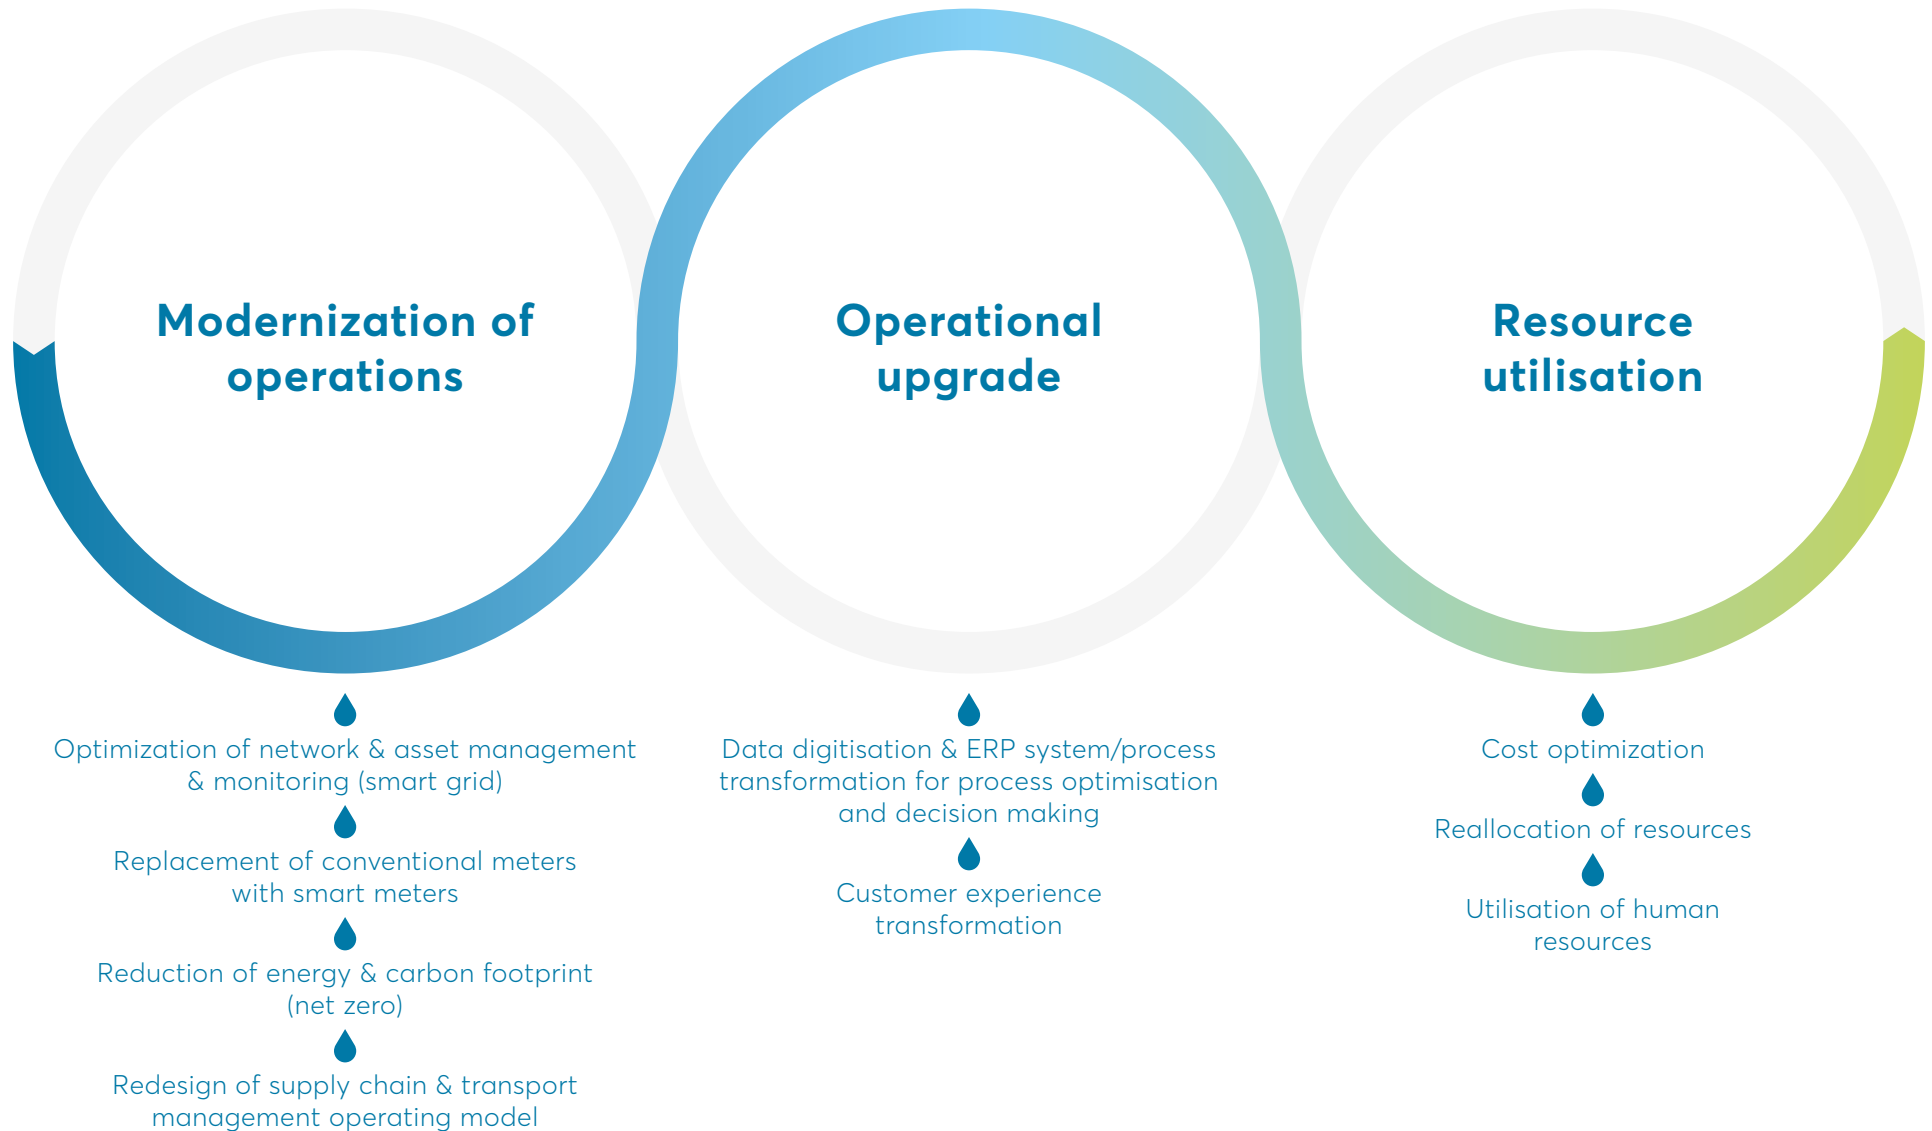 Modernization of
operations
Optimization of network & asset management
& monitoring (smart grid)
Replacement of conventional meters
with smart meters
Reduction of energy & carbon footprint
(net zero)
Redesign of supply chain & transport
management operating model
Operational
upgrade
Data digitisation & ERP system/process
transformation for process optimisation
and decision making
Customer experience
transformation
Resource
utilisation
Cost optimization
Reallocation of resources
Utilisation of human
resources